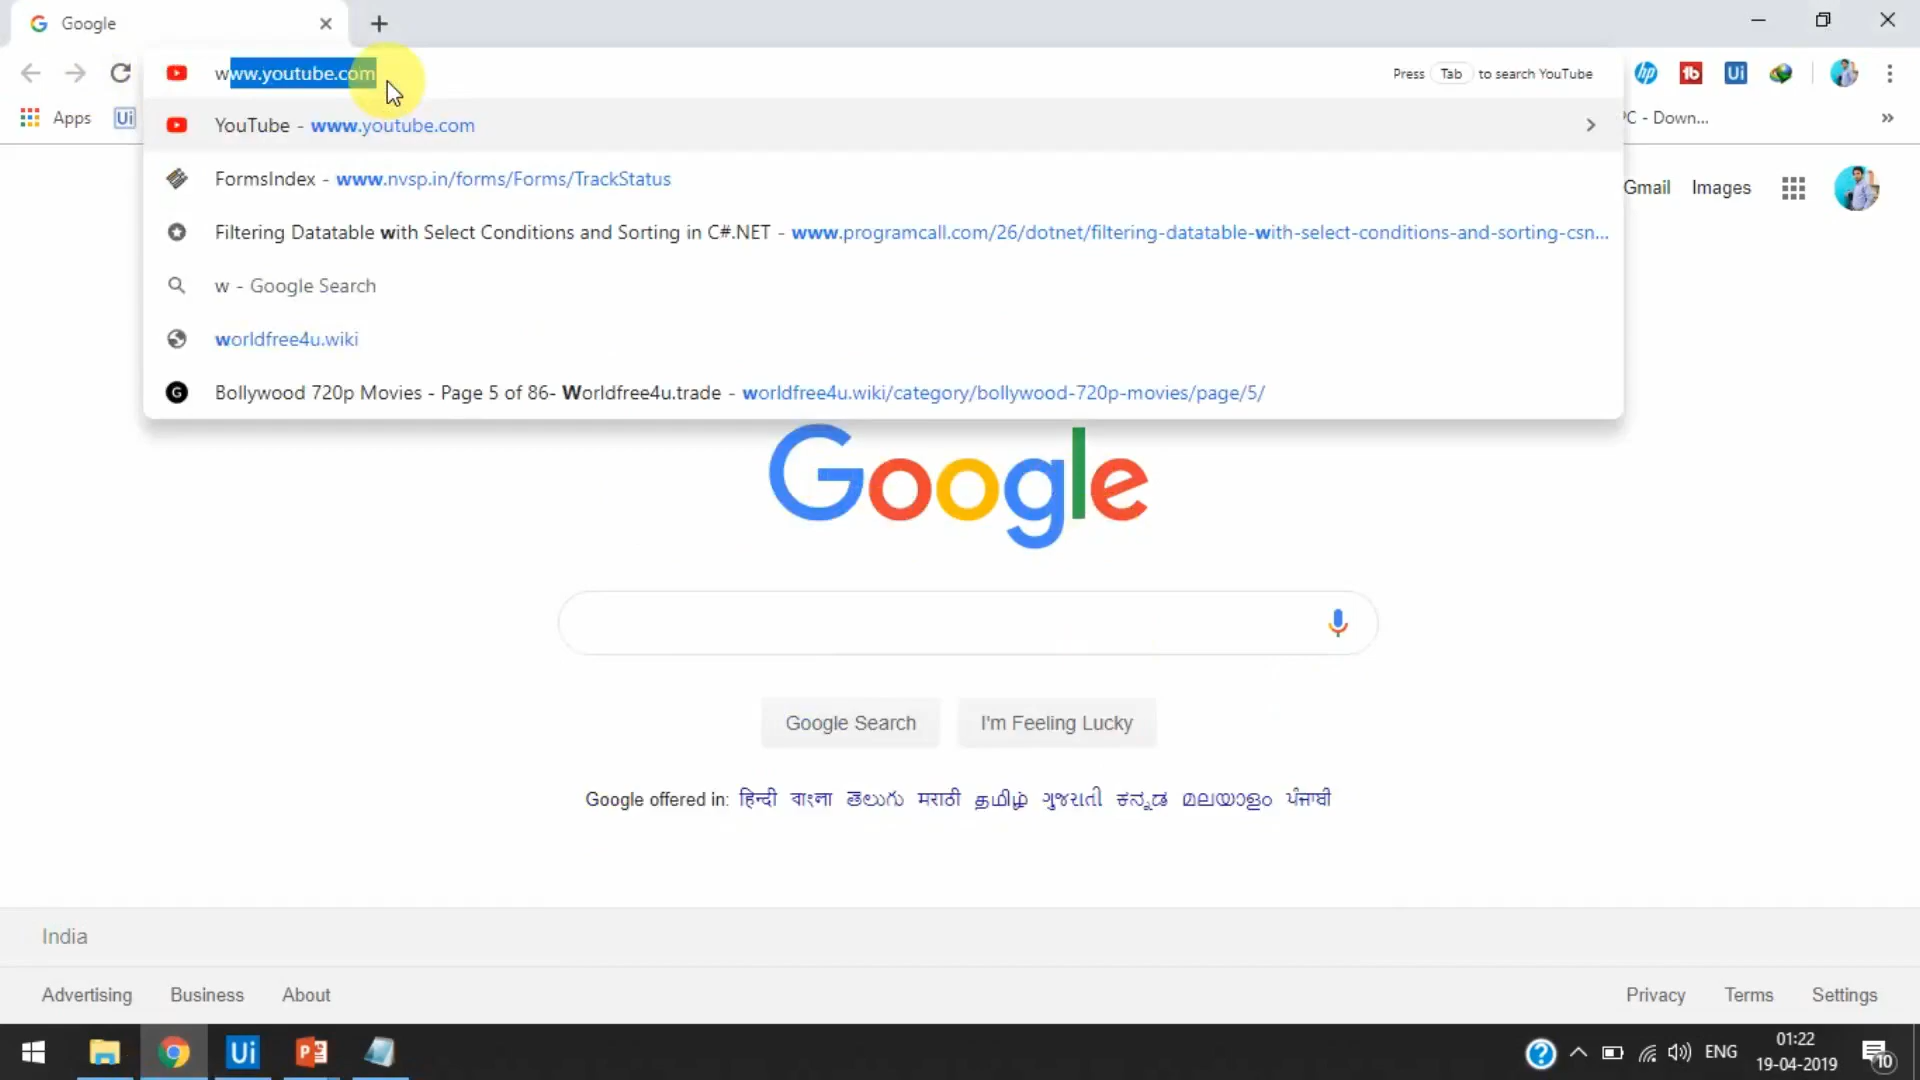 Google
www.youtube.com
Press Tab to search YouTube
Apps
PC - Down...
»
YouTube - www.youtube.com
FormsIndex - www.nvsp.in/forms/Forms/TrackStatus
Filtering Datatable with Select Conditions and Sorting in C#.NET - www.programcall.com/26/dotnet/filtering-datatable-with-select-conditions-and-sorting-csn...
w - Google Search
worldfree4u.wiki
Bollywood 720p Movies - Page 5 of 86- Worldfree4u.trade - worldfree4u.wiki/category/bollywood-720p-movies/page/5/
Gmail Images
Google
Google Search
I'm Feeling Lucky
Google offered in: हिन्दी বাংলা తెలుగు मराठी தமிழ் ગુજરાતી ಕನ್ನಡ മലയാളം ਪੰਜਾਬੀ
India
Advertising Business About
Privacy Terms Settings
ENG
01:22
19-04-2019
10